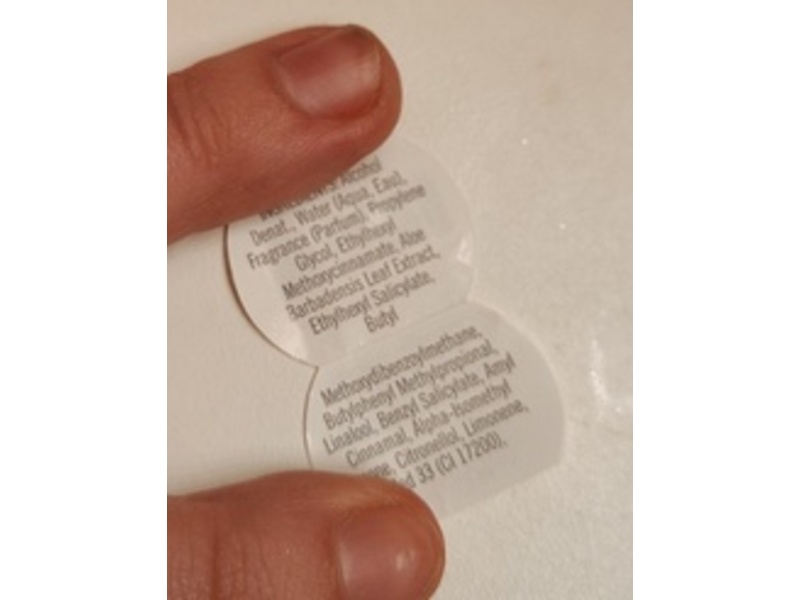 Alcohol
Denat., Water (Aqua, Eau),
Fragrance (Parfum), Propylene
Glycol, Ethylhexyl
Methoxycinnamate, Aloe
Barbadensis Leaf Extract,
Ethylhexyl Salicylate,
Butyl
Methoxydibenzoylmethane,
Butylphenyl Methylpropional,
Linalool, Benzyl Salicylate, Amyl
Cinnamal, Alpha-Isomethyl
Citronellol, Limonene,
33 (CI 17200).